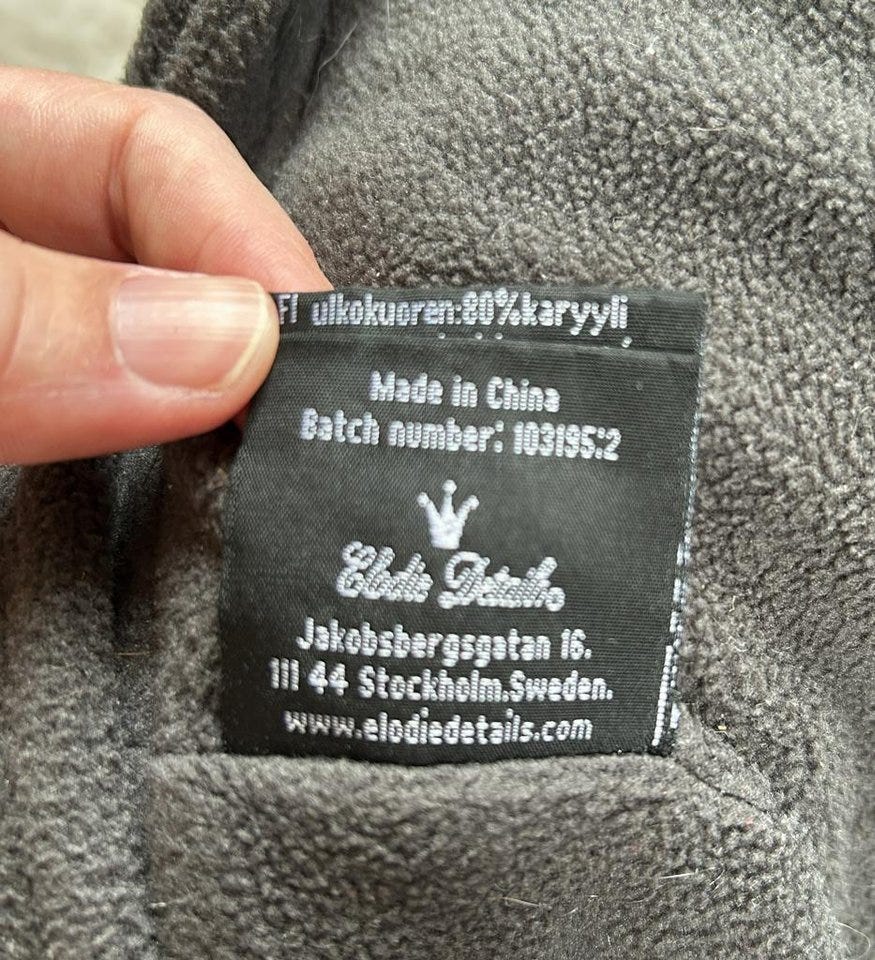 FI ulkokuoren:80%karyyli
Made in China
Batch number: 103195:2
Elodie Details
Jakobsbergsgatan 16.
111 44 Stockholm.Sweden.
www.elodiedetails.com